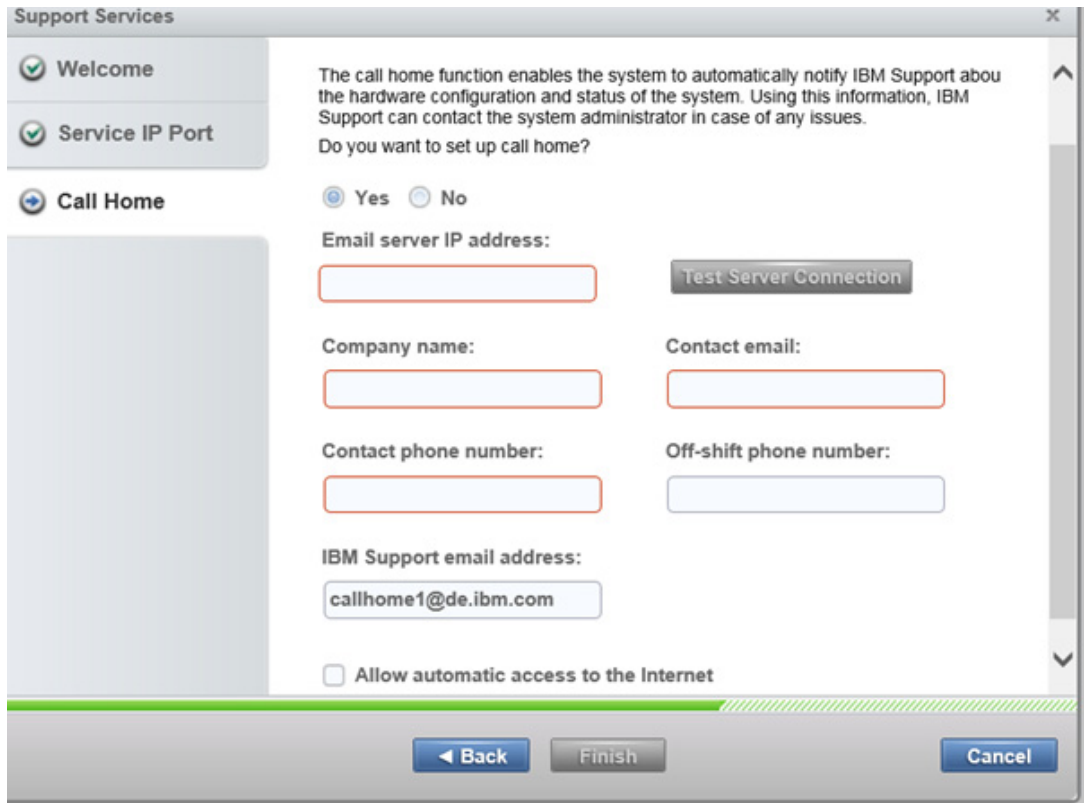 Support Services
x
Welcome
Service IP Port
Call Home
The call home function enables the system to automatically notify IBM Support abou
the hardware configuration and status of the system. Using this information, IBM
Support can contact the system administrator in case of any issues.
Do you want to set up call home?
Yes No
Email server IP address:
Test Server Connection
Company name: Contact email:
Contact phone number: Off-shift phone number:
IBM Support email address:
callhome1@de.ibm.com
Allow automatic access to the Internet
Back Finish Cancel